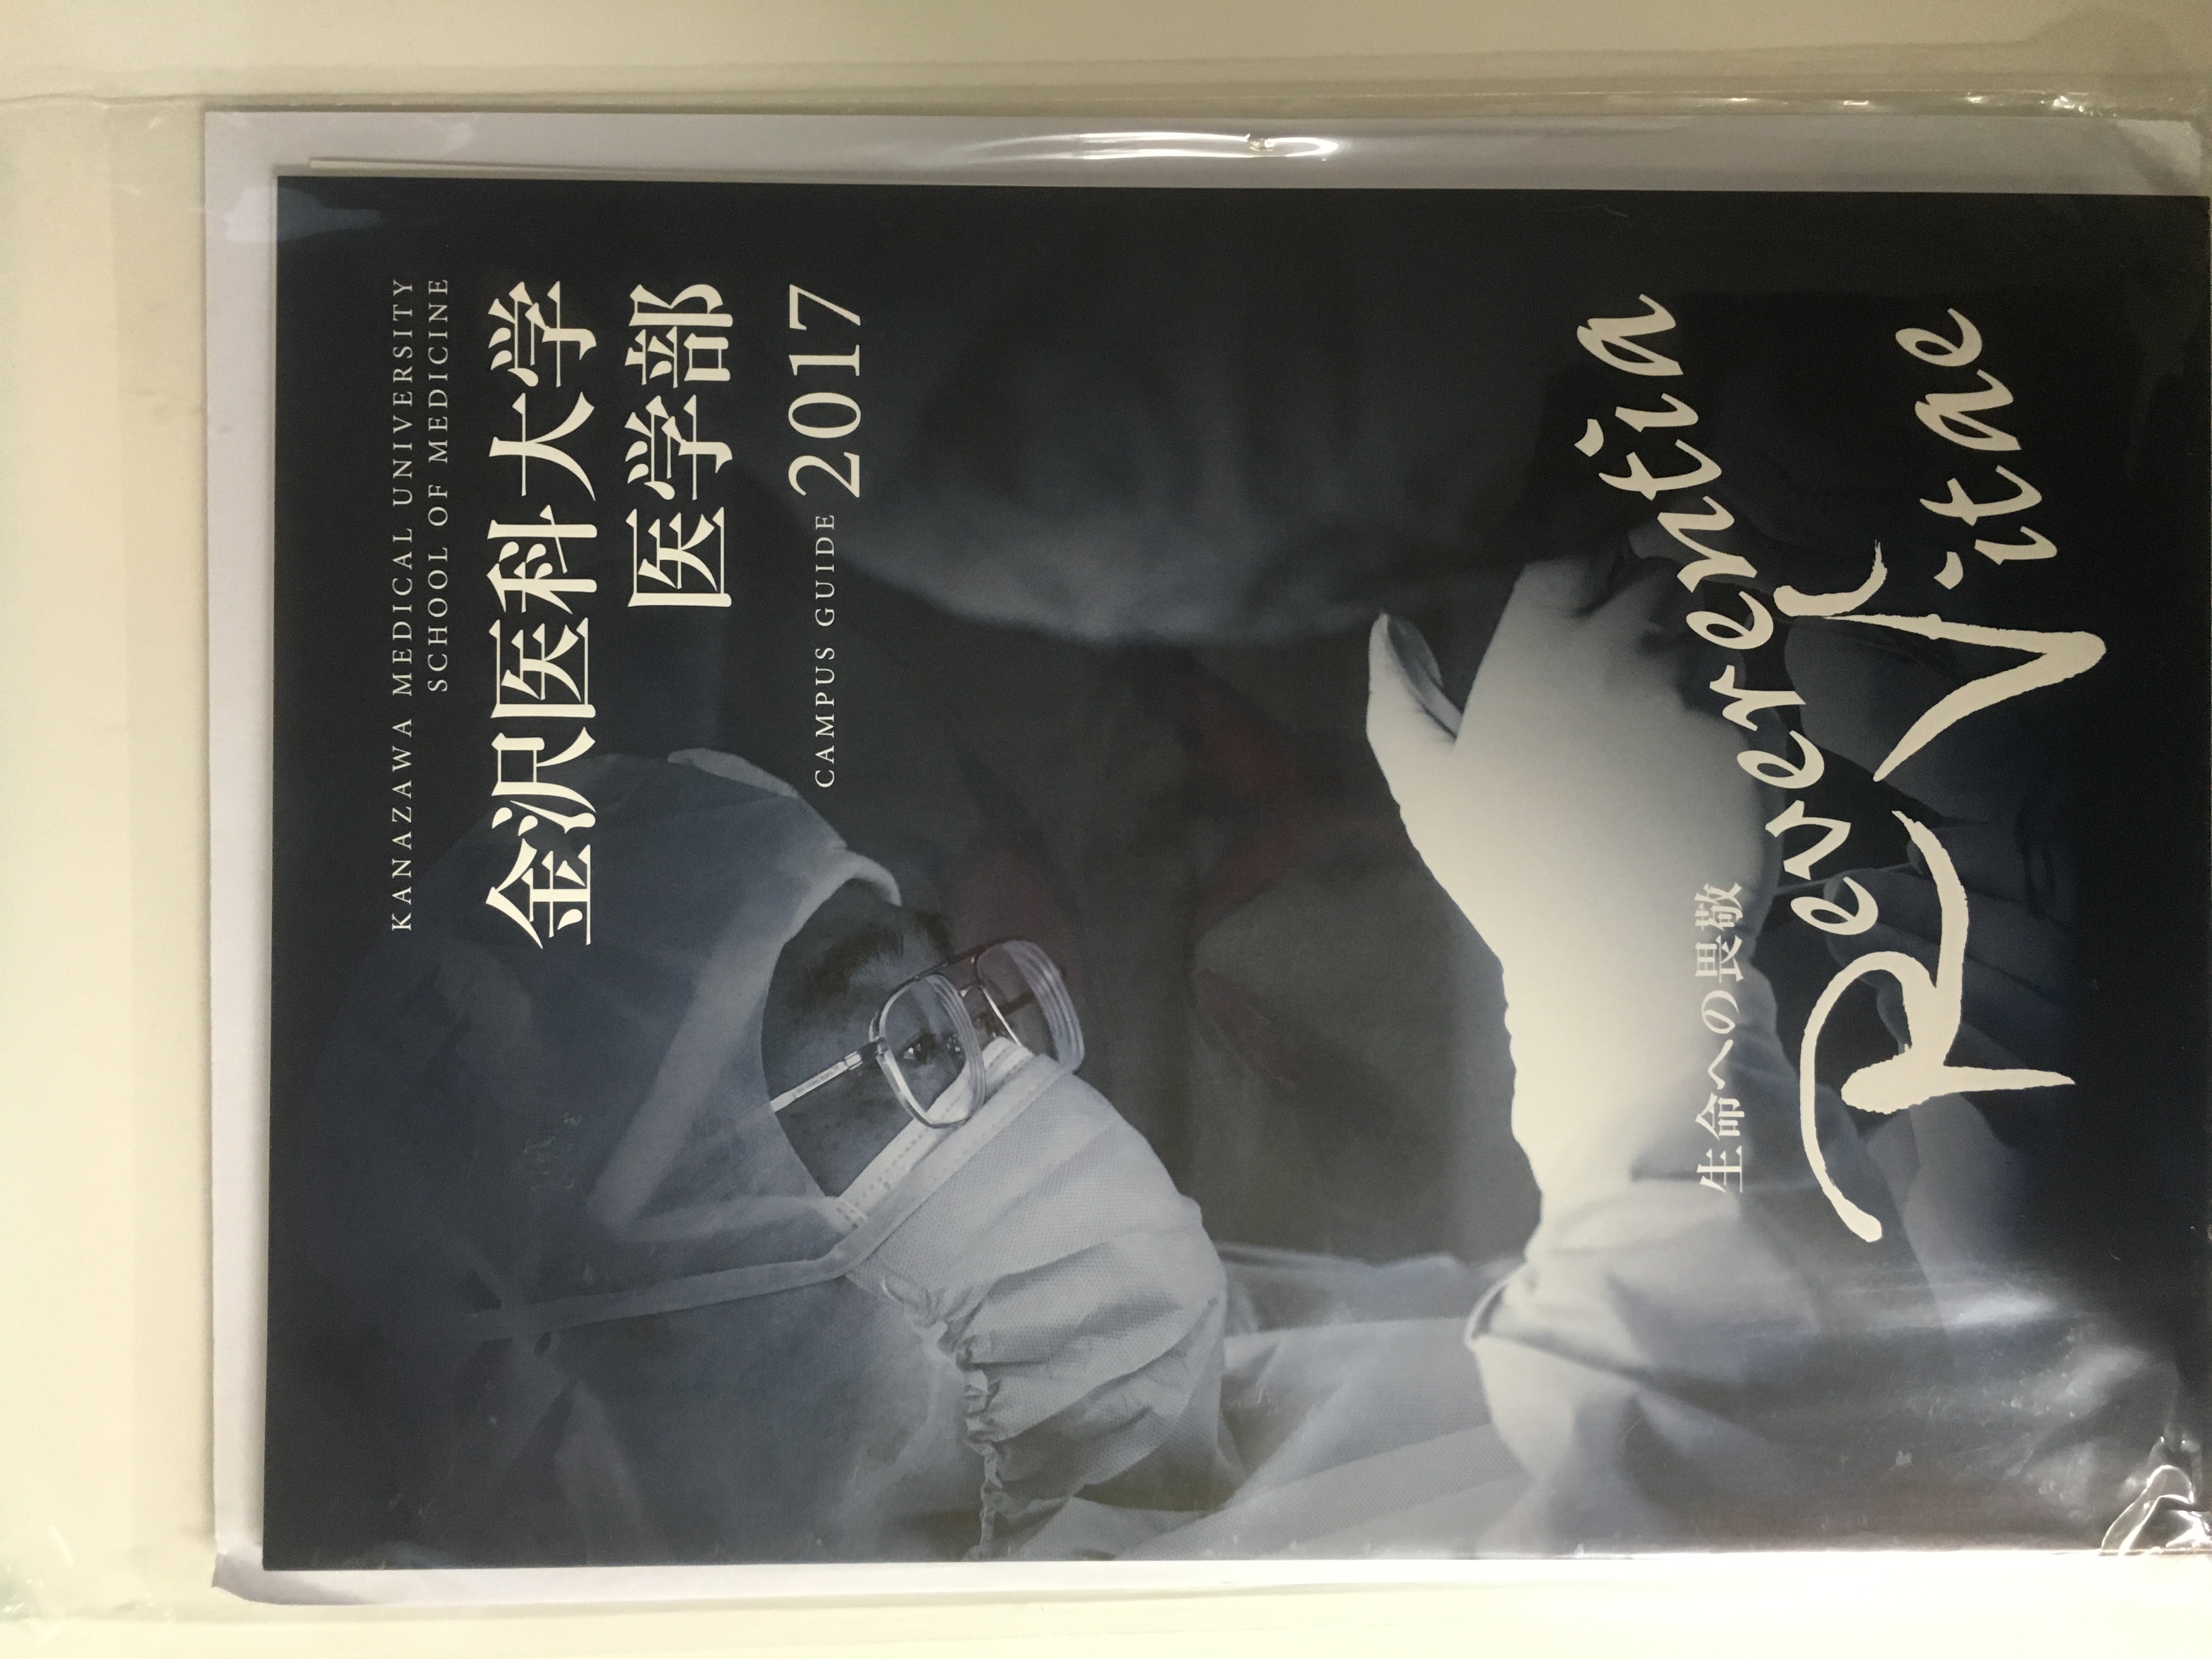 KANAZAWA MEDICAL UNIVERSITY
SCHOOL OF MEDICINE
金沢医科大学
医学部
CAMPUS GUIDE 2017
生命への畏敬
Reverentia
Vitae